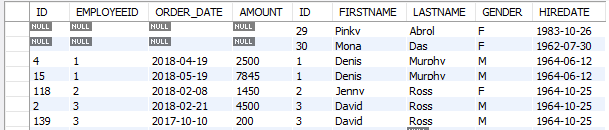 ID EMPLOYEEID ORDER_DATE AMOUNT ID FIRSTNAME LASTNAME GENDER HIREDATE
NULL NULL NULL NULL 29 Pinky Abrol F 1983-10-26
NULL NULL NULL NULL 30 Mona Das F 1962-07-30
4 1 2018-04-19 2500 1 Denis Murphy M 1964-06-12
15 1 2018-05-19 7845 1 Denis Murphy M 1964-06-12
118 2 2018-02-08 1450 2 Jenny Ross F 1964-10-25
2 3 2018-02-21 4500 3 David Ross M 1964-10-25
139 3 2017-10-10 200 3 David Ross M 1964-10-25
NULL